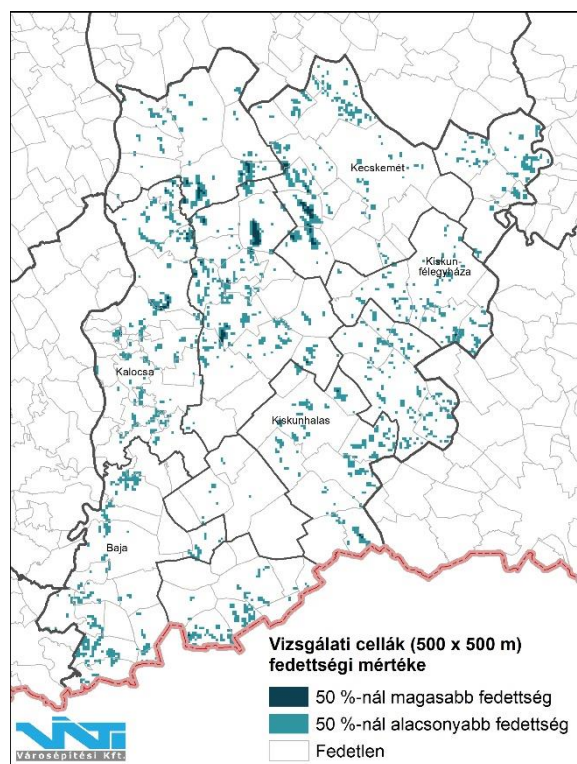 Kecskemét
Kiskun
félegyháza
Kalocsa
Kiskunhalas
Baja
Vizsgálati cellák (500 x 500 m)
fedettségi mértéke
50 %-nál magasabb fedettség
50 %-nál alacsonyabb fedettség
Fedetlen
VÁTI
Városépítési Kft.